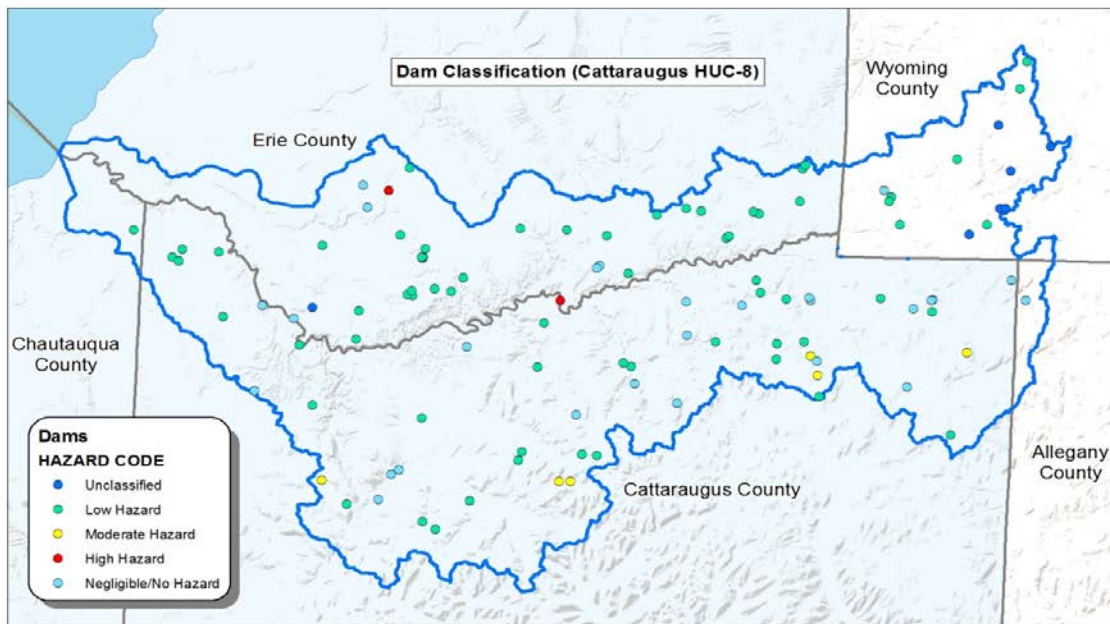 Dam Classification (Cattaraugus HUC-8)
Wyoming
County
Erie County
Chautauqua
County
Cattaraugus County
Allegany
County
Dams
HAZARD CODE
Unclassified
Low Hazard
Moderate Hazard
High Hazard
Negligible/No Hazard